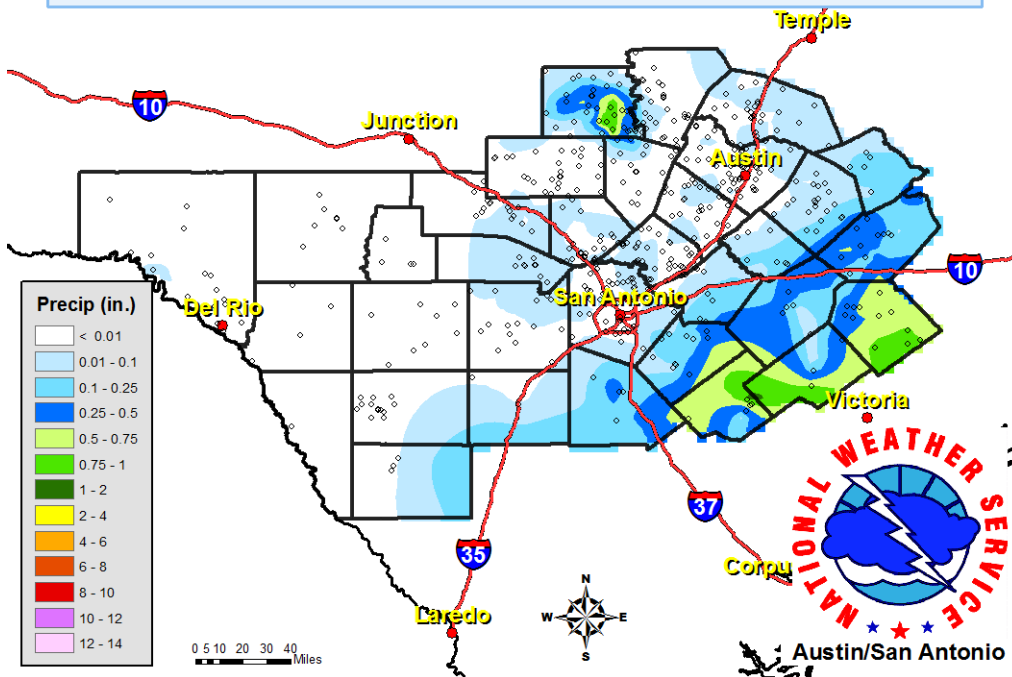 Temple
10
Junction
Austin
10
San Antonio
Del Rio
Precip (in.)
< 0.01
0.01 - 0.1
0.1 - 0.25
0.25 - 0.5
0.5 - 0.75
0.75 - 1
1 - 2
2 - 4
4 - 6
6 - 8
8 - 10
10 - 12
12 - 14
Victoria
NATIONAL WEATHER SERVICE
37
35
Corpu
Laredo
N
W E
S
0 5 10 20 30 40
Miles
Austin/San Antonio